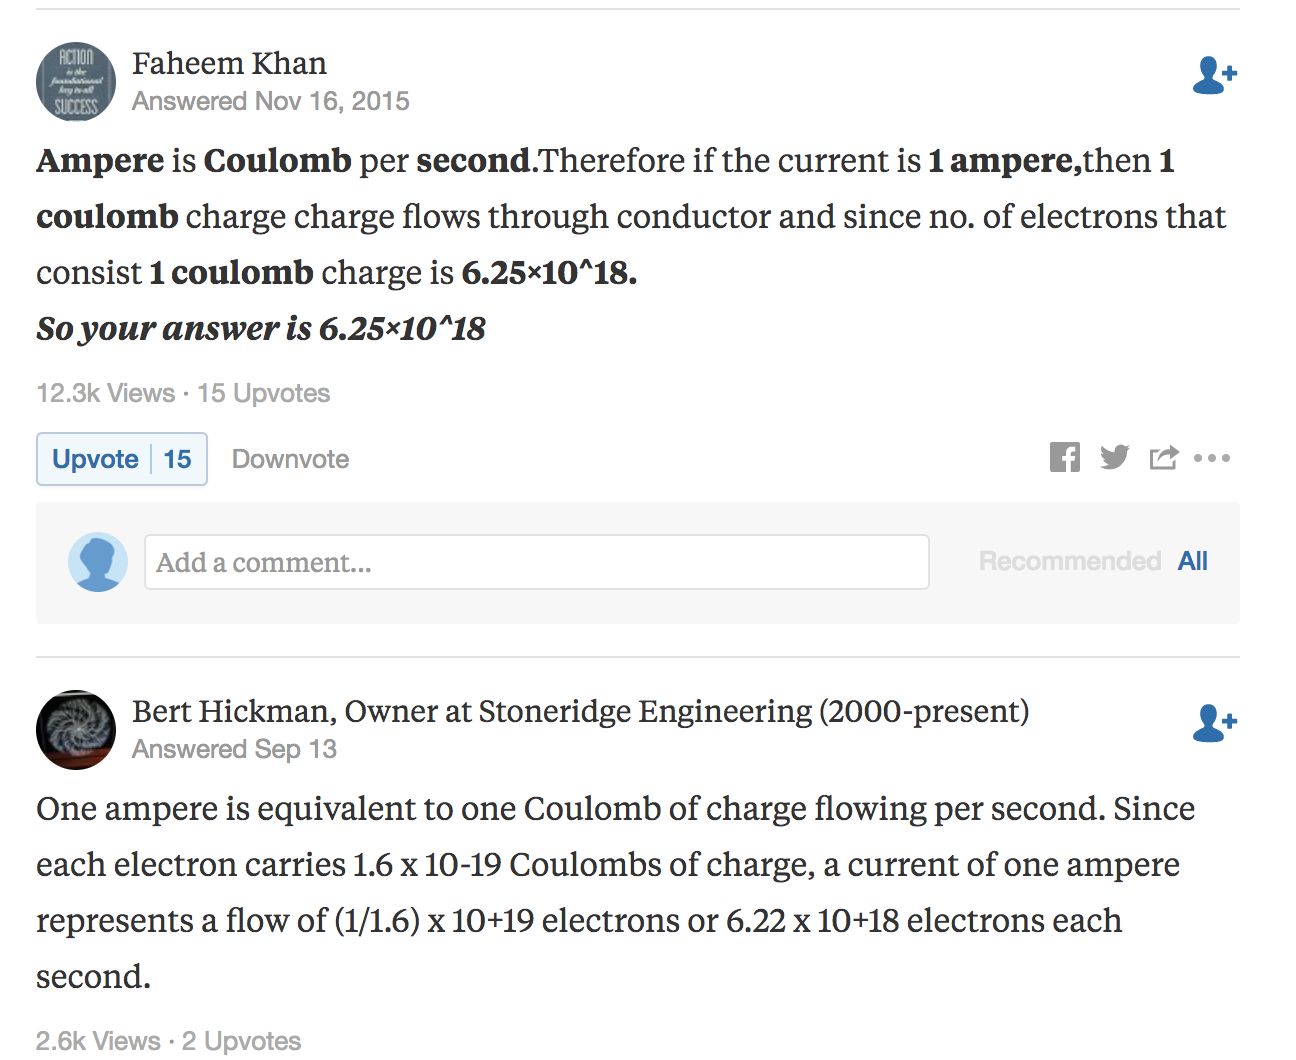 ACTION
is the
foundational
key to all
SUCCESS
Faheem Khan
Answered Nov 16, 2015
Ampere is Coulomb per second.Therefore if the current is 1 ampere,then 1
coulomb charge charge flows through conductor and since no. of electrons that
consist 1 coulomb charge is 6.25×10^18.
So your answer is 6.25×10^18
12.3k Views · 15 Upvotes
Upvote 15 Downvote
Add a comment... Recommended All
Bert Hickman, Owner at Stoneridge Engineering (2000-present)
Answered Sep 13
One ampere is equivalent to one Coulomb of charge flowing per second. Since
each electron carries 1.6 x 10-19 Coulombs of charge, a current of one ampere
represents a flow of (1/1.6) x 10+19 electrons or 6.22 x 10+18 electrons each
second.
2.6k Views · 2 Upvotes